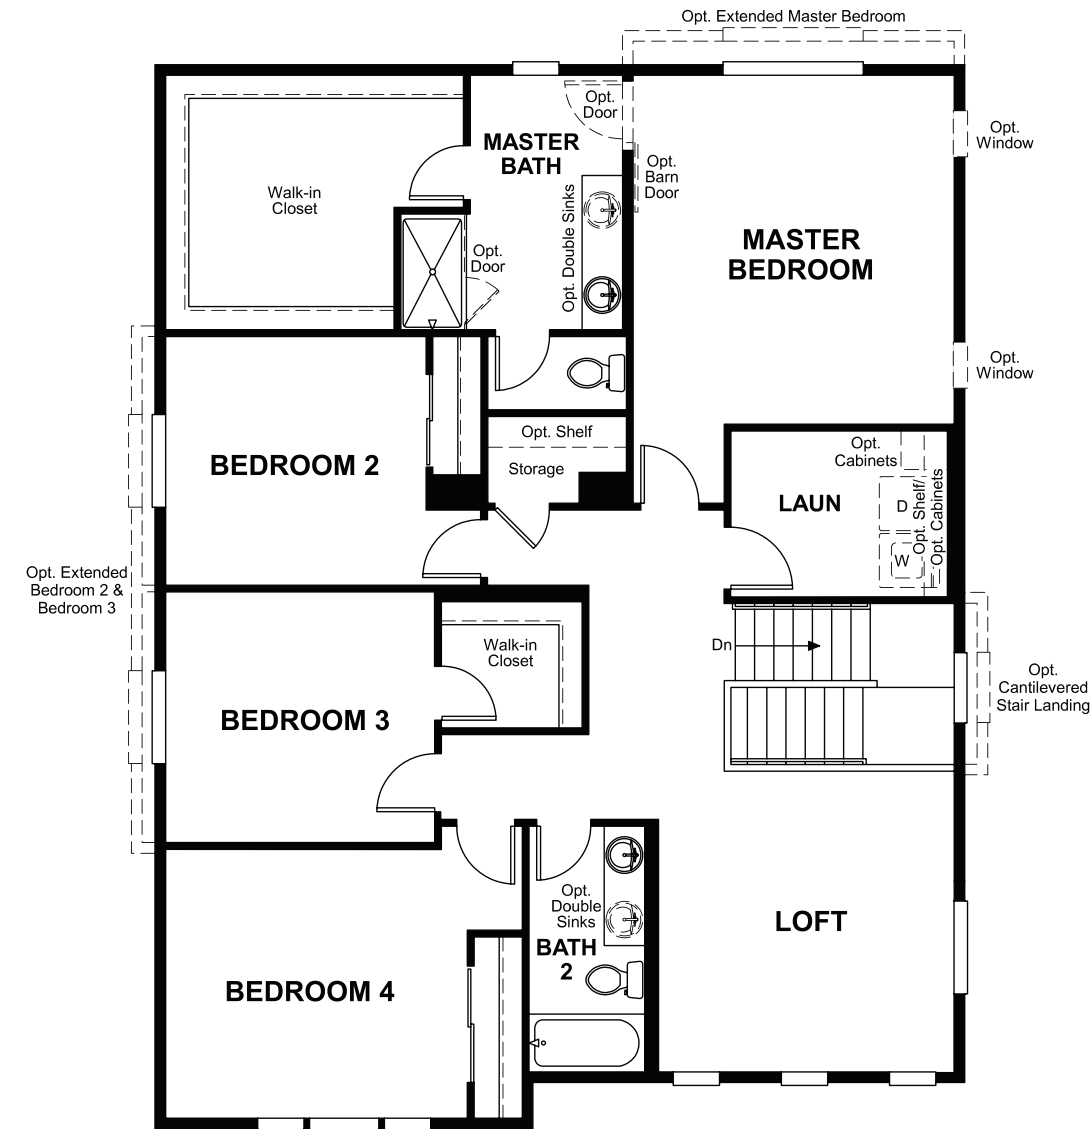 Opt. Extended Master Bedroom
Opt.
Door
MASTER
BATH
Opt.
Window
Opt.
Barn
Door
Walk-in
Closet
Opt. Double Sinks
MASTER
BEDROOM
Opt.
Door
Opt.
Window
Opt. Shelf
Storage
BEDROOM 2
Opt.
Cabinets
LAUN
D
W
Opt. Shelf/
Opt. Cabinets
Opt. Extended
Bedroom 2 &
Bedroom 3
Walk-in
Closet
Dn
Opt.
Cantilevered
Stair Landing
BEDROOM 3
Opt.
Double
Sinks
BATH
2
LOFT
BEDROOM 4